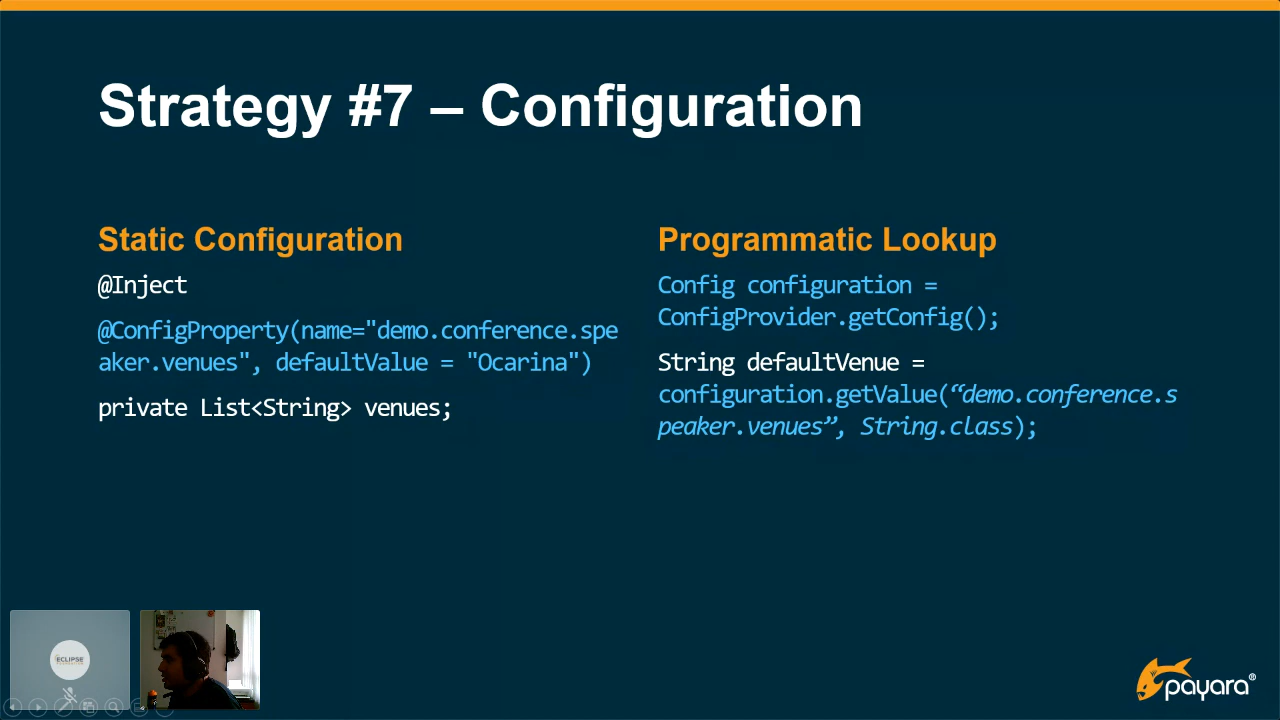 Strategy #7 – Configuration
Static Configuration
@Inject
@ConfigProperty(name="demo.conference.spe
aker.venues", defaultValue = "Ocarina")
private List<String> venues;
Programmatic Lookup
Config configuration =
ConfigProvider.getConfig();
String defaultVenue =
configuration.getValue(“demo.conference.s
peaker.venues”, String.class);
ECLIPSE
payara®